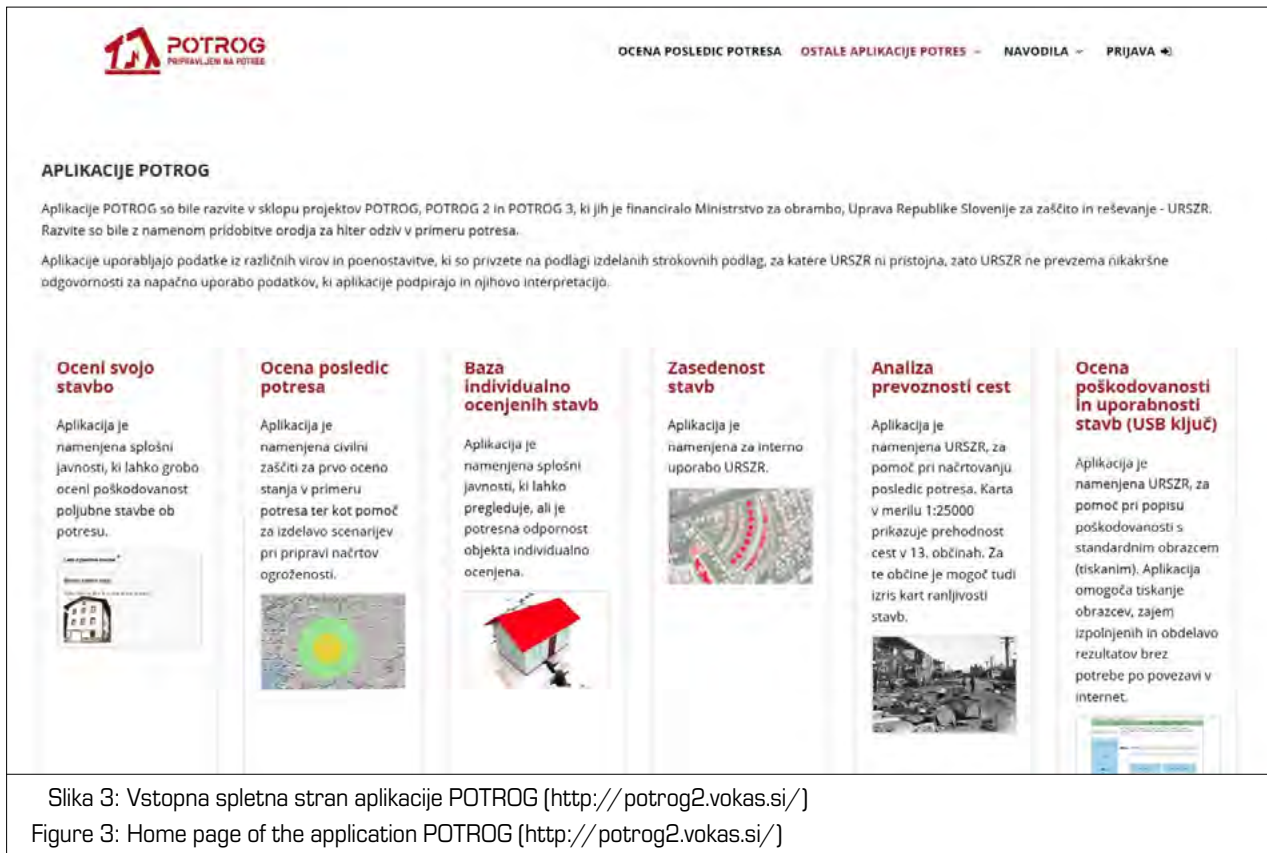 POTROG
PRIPRAVLJENI NA POTRES
OCENA POSLEDIC POTRESA OSTALE APLIKACIJE POTRES NAVODILA PRIJAVA
APLIKACIJE POTROG
Aplikacije POTROG so bile razvite v sklopu projektov POTROG, POTROG 2 in POTROG 3, ki jih je financiralo Ministrstvo za obrambo, Uprava Republike Slovenije za zaščito in reševanje - URSZR.
Razvite so bile z namenom pridobitve orodja za hiter odziv v primeru potresa.
Aplikacije uporabljajo podatke iz različnih virov in poenostavitve, ki so privzete na podlagi izdelanih strokovnih podlag, za katere URSZR ni pristojna, zato URSZR ne prevzema nikakršne
odgovornosti za napačno uporabo podatkov, ki aplikacije podpirajo in njihovo interpretacijo.
Oceni svojo
stavbo
Aplikacija je
namenjena splošni
javnosti, ki lahko grobo
oceni poškodovanost
poljubne stavbe ob
potresu.
Ocena posledic
potresa
Aplikacija je
namenjena civilni
zaščiti za prvo oceno
stanja v primeru
potresa ter kot pomoč
za izdelavo scenarijev
pri pripravi načrtov
ogroženosti.
Baza
individualno
ocenjenih stavb
Aplikacija je
namenjena splošni
javnosti, ki lahko
pregleduje, ali je
potresna odpornost
objekta individualno
ocenjena.
Zasedenost
stavb
Aplikacija je
namenjena za interno
uporabo URSZR.
Analiza
prevoznosti cest
Aplikacija je
namenjena URSZR, za
pomoč pri načrtovanju
posledic potresa. Karta
v merilu 1:25000
prikazuje prehodnost
cest v 13. občinah. Za
te občine je mogoč tudi
izris kart ranljivosti
stavb.
Ocena
poškodovanosti
in uporabnosti
stavb (USB ključ)
Aplikacija je
namenjena URSZR, za
pomoč pri popisu
poškodovanosti s
standardnim obrazcem
(tiskanim). Aplikacija
omogoča tiskanje
obrazcev, zajem
izpolnjenih in obdelavo
rezultatov brez
potrebe po povezavi v
internet.
Slika 3: Vstopna spletna stran aplikacije POTROG (http://potrog2.vokas.si/)
Figure 3: Home page of the application POTROG (http://potrog2.vokas.si/)